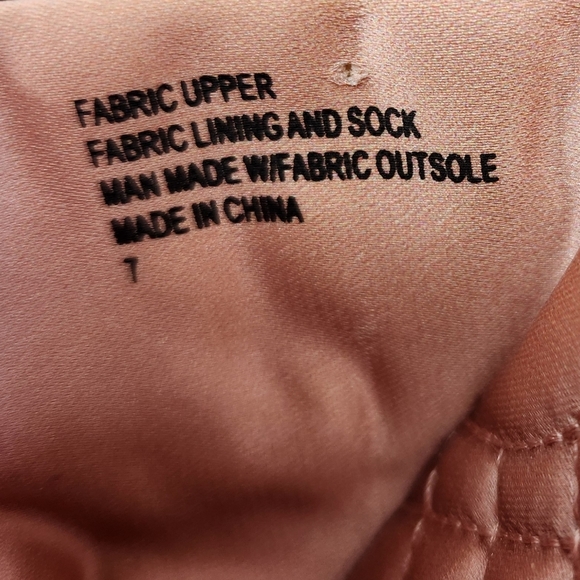 FABRIC UPPER
FABRIC LINING AND SOCK
MAN MADE W/FABRIC OUTSOLE
MADE IN CHINA
7